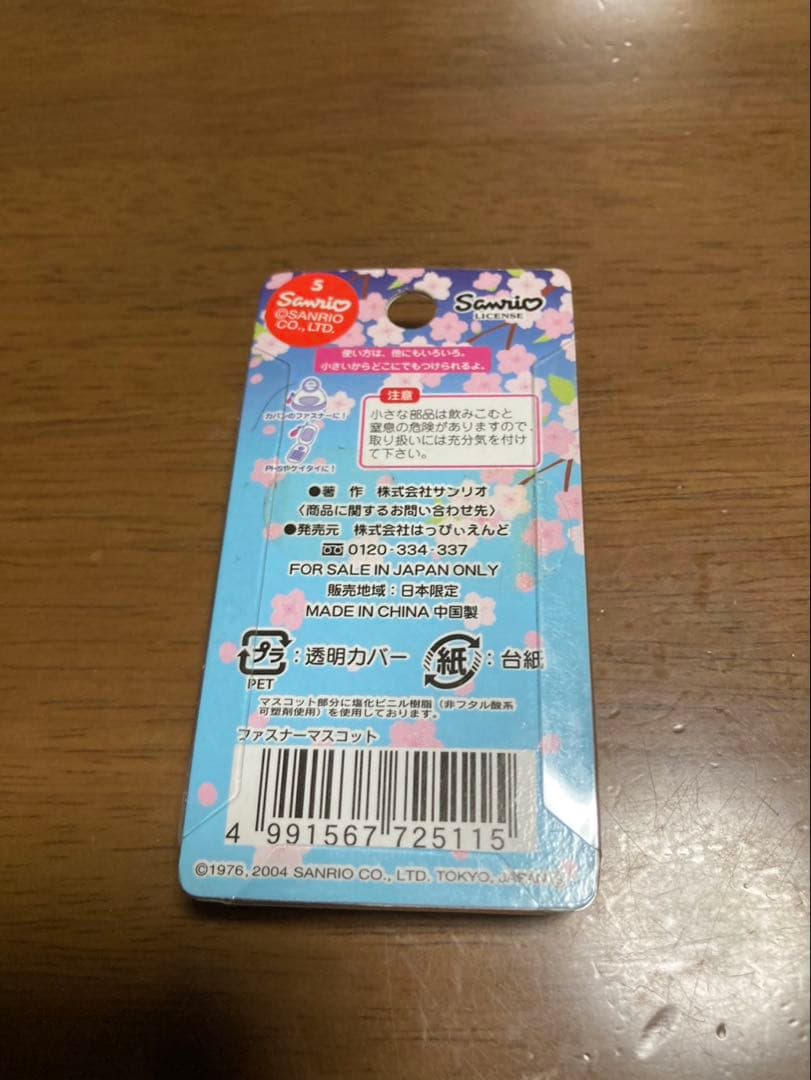 5
Sanrio
©SANRIO
CO., LTD.
Sanrio
LICENSE
使い方は、他にもいろいろ。
小さいからどこにでもつけられるよ。
カバンのファスナーに!
PHSやケイタイに!
注意
小さな部品は飲みこむと
窒息の危険がありますので、
取り扱いには充分気を付け
て下さい。
●著 作 株式会社サンリオ
〈商品に関するお問い合わせ先〉
●発売元 株式会社はっぴぃえんど
0120-334-337
FOR SALE IN JAPAN ONLY
販売地域：日本限定
MADE IN CHINA 中国製
プラ：透明カバー 紙：台紙
PET
マスコット部分に塩化ビニル樹脂（非フタル酸系
可塑剤使用）を使用しております。
ファスナーマスコット
4 991567 725115
©1976, 2004 SANRIO CO., LTD. TOKYO, JAPAN